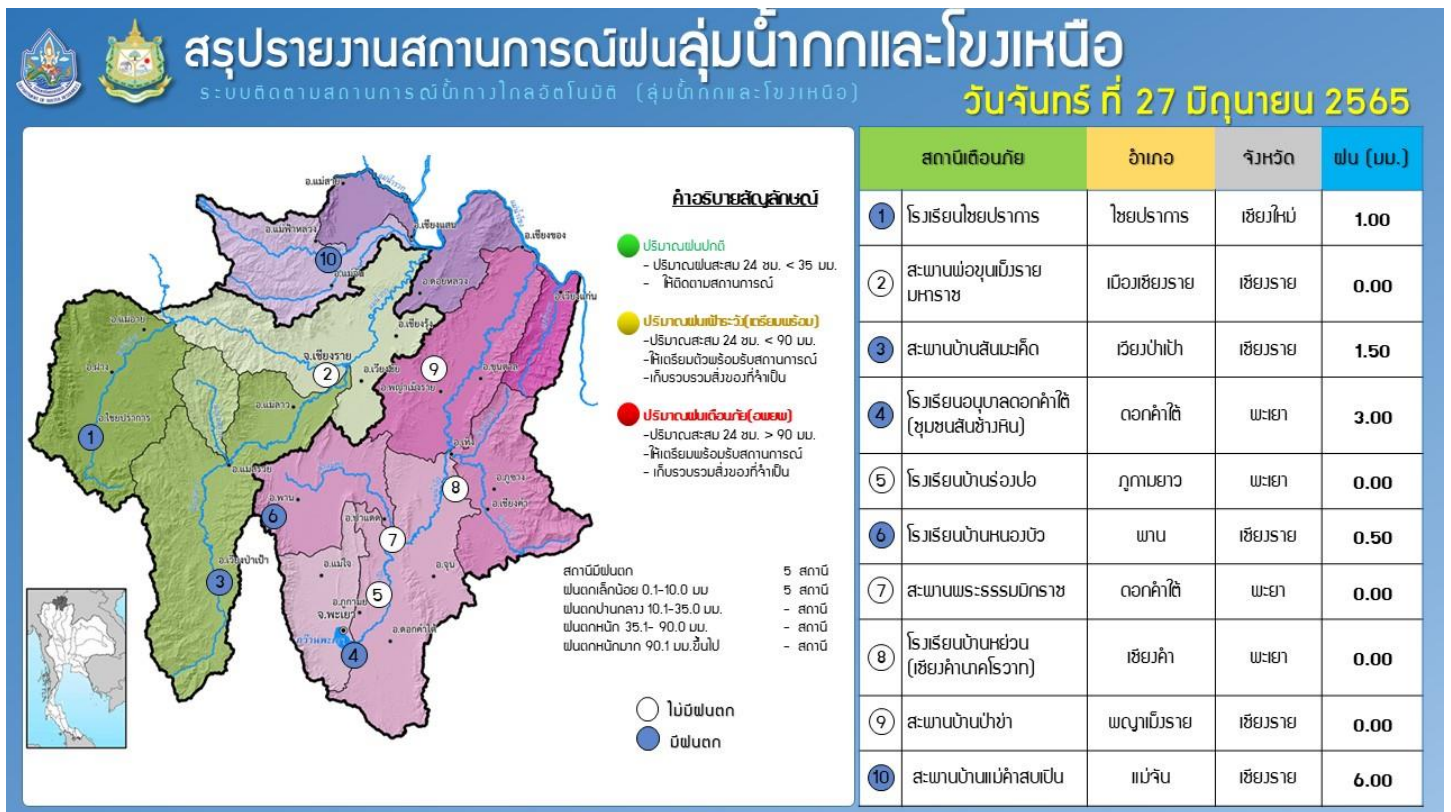 สรุปรายงานสถานการณ์ฝนลุ่มน้ำกกและโขงเหนือ
ระบบติดตามสถานการณ์น้ำทางไกลอัตโนมัติ (ลุ่มน้ำกกและโขงเหนือ)
วันจันทร์ ที่ 27 มิถุนายน 2565
อ.แม่สาย
แม่น้ำรวก
แม่น้ำโขง
อ.แม่ฟ้าหลวง
อ.เชียงแสน
อ.เชียงของ
10
อ.แม่จัน
อ.ดอยหลวง
อ.เวียงแก่น
อ.แม่อาย
อ.เชียงรุ้ง
จ.เชียงราย
อ.ฝาง
2
อ.เวียงชัย
9
อ.พญาเม็งราย
อ.ขุนตาล
อ.ไชยปราการ
อ.แม่ลาว
1
อ.เทิง
อ.แม่สรวย
8
อ.ภูซาง
อ.พาน
อ.เชียงคำ
6
อ.ป่าแดด
7
อ.เวียงป่าเป้า
อ.แม่ใจ
อ.จุน
3
5
อ.ภูกามย
จ.พะเยา
กว๊านพะเ
อ.ดอกคำใต้
4
คำอธิบายสัญลักษณ์
ปริมาณฝนปกติ
- ปริมาณฝนสะสม 24 ชม. < 35 มม.
- ให้ติดตามสถานการณ์
ปริมาณฝนเฝ้าระวัง(เตรียมพร้อม)
-ปริมาณสะสม 24 ชม. < 90 มม.
-ให้เตรียมตัวพร้อมรับสถานการณ์
-เก็บรวบรวมสิ่งของที่จำเป็น
ปริมาณฝนเตือนภัย(อพยพ)
-ปริมาณสะสม 24 ชม. > 90 มม.
-ให้เตรียมพร้อมรับสถานการณ์
- เก็บรวบรวมสิ่งของที่จำเป็น
สถานีมีฝนตก 5 สถานี
ฝนตกเล็กน้อย 0.1-10.0 มม 5 สถานี
ฝนตกปานกลาง 10.1-35.0 มม. - สถานี
ฝนตกหนัก 35.1- 90.0 มม. - สถานี
ฝนตกหนักมาก 90.1 มม.ขึ้นไป - สถานี
ไม่มีฝนตก
มีฝนตก
สถานีเตือนภัย อำเภอ จังหวัด ฝน (มม.)
1 โรงเรียนไชยปราการ ไชยปราการ เชียงใหม่ 1.00
2 สะพานพ่อขุนเม็งราย
มหาราช เมืองเชียงราย เชียงราย 0.00
3 สะพานบ้านสันมะเค็ด เวียงป่าเป้า เชียงราย 1.50
4 โรงเรียนอนุบาลดอกคำใต้
(ชุมชนสันช้างหิน) ดอกคำใต้ พะเยา 3.00
5 โรงเรียนบ้านร่องปอ ภูกามยาว พะเยา 0.00
6 โรงเรียนบ้านหนองบัว พาน เชียงราย 0.50
7 สะพานพระธรรมมิกราช ดอกคำใต้ พะยา 0.00
8 โรงเรียนบ้านหย่วน
(เชียงคำนาคโรวาท) เชียงคำ พะเยา 0.00
9 สะพานบ้านป่าข่า พญาเม็งราย เชียงราย 0.00
10 สะพานบ้านแม่คำสบเปิน แม่จัน เชียงราย 6.00